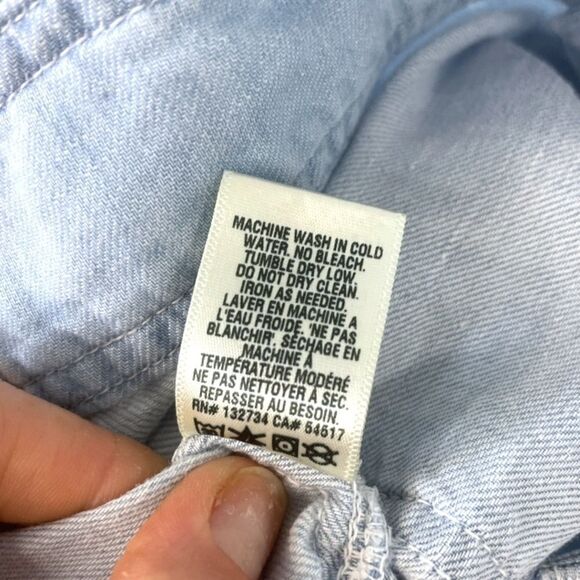 MACHINE WASH IN COLD
WATER. NO BLEACH.
TUMBLE DRY LOW.
DO NOT DRY CLEAN.
IRON AS NEEDED.
LAVER EN MACHINE A
L'EAU FROIDE. 'NE PAS
BLANCHIR'. SÉCHAGE EN
MACHINE À
TEMPÉRATURE MODÉRÉ
NE PAS NETTOYER A SEC.
REPASSER AU BESOIN.
RN# 132734 CA# 54517